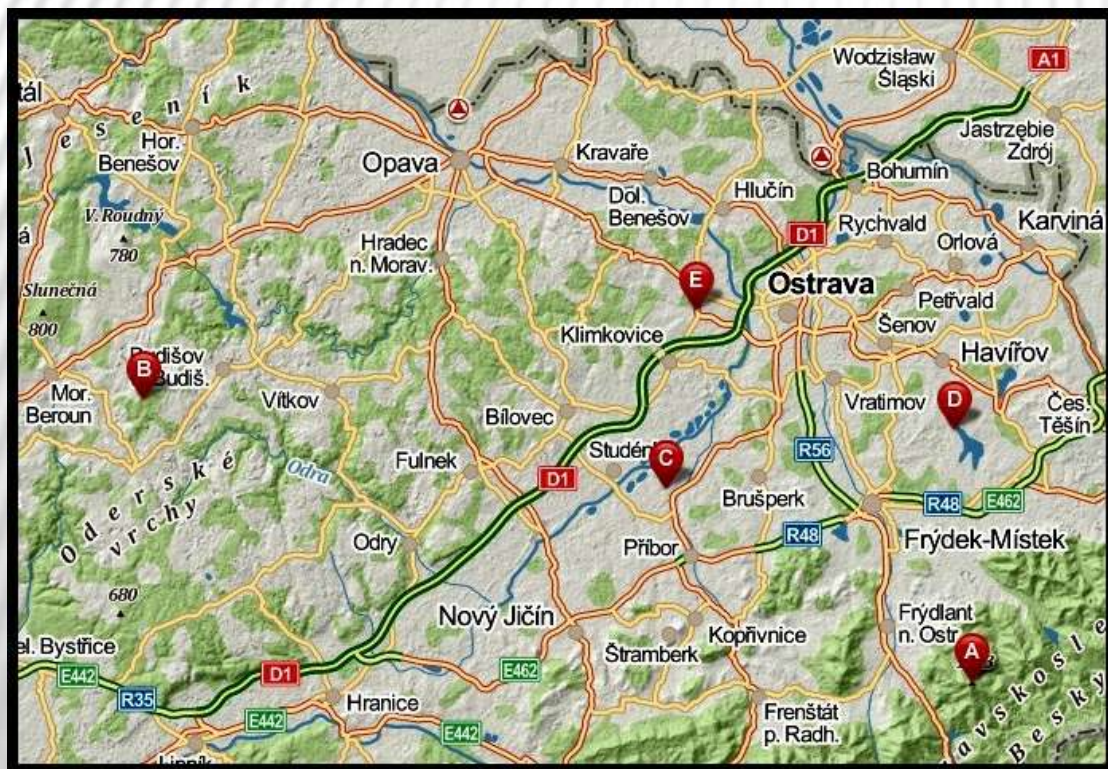 Wodzisław
Śląski
A1
tál
Hor.
Benešov
J e s e n í k
Opava
Kravaře
Jastrzębie
Zdrój
Bohumín
Dol.
Benešov
Hlučín
V. Roudný
780
Hradec
n. Morav.
D1
Rychvald
Karviná
Orlová
á
E
Ostrava
Petřvald
Slunečná
800
Klimkovice
Šenov
Havířov
B
Budiš.
Mor.
Beroun
Vítkov
Bílovec
Vratimov
D
Čes.
Těšín
Fulnek
Odra
D1
C
R56
Brušperk
R48
E462
O d e r s k é
v r c h y
Odry
Příbor
R48
Frýdek-Místek
680
Nový Jičín
Kopřivnice
Štramberk
Frýdlant
n. Ostr.
A
el. Bystřice
E442
D1
E462
R35
Hranice
E442
E442
Frenštát
p. Radh.